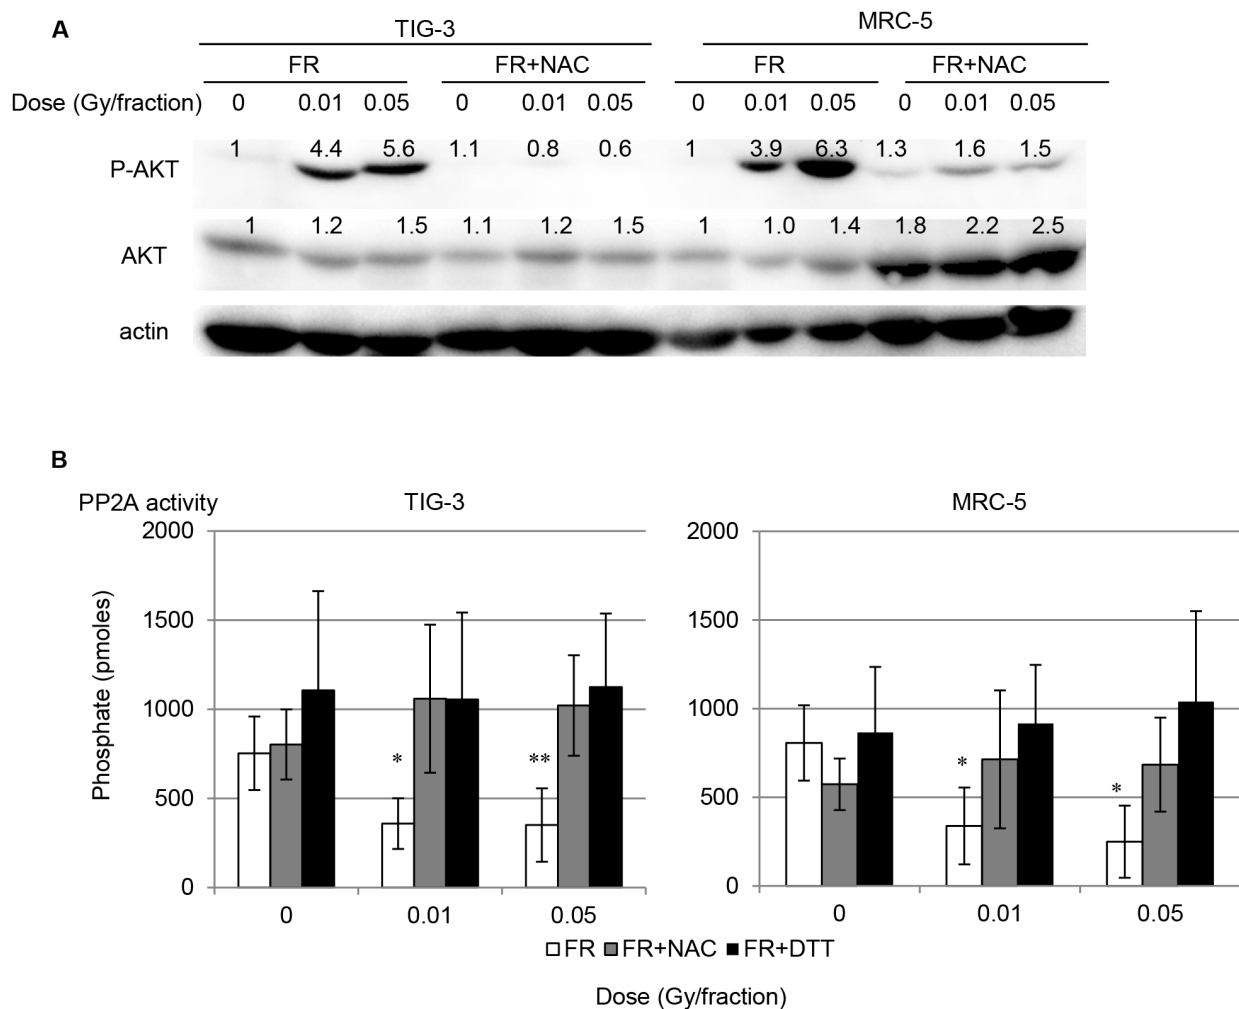 A
TIG-3 MRC-5
FR FR+NAC FR FR+NAC
Dose (Gy/fraction) 0 0.01 0.05 0 0.01 0.05 0 0.01 0.05 0 0.01 0.05
P-AKT 1 4.4 5.6 1.1 0.8 0.6 1 3.9 6.3 1.3 1.6 1.5
AKT 1 1.2 1.5 1.1 1.2 1.5 1 1.0 1.4 1.8 2.2 2.5
actin
B
PP2A activity TIG-3 MRC-5
Phosphate (pmoles)
2000 2000
1500 1500
1000 1000
* ** * *
500 500
0 0
0 0.01 0.05 0 0.01 0.05
FR FR+NAC FR+DTT
Dose (Gy/fraction)